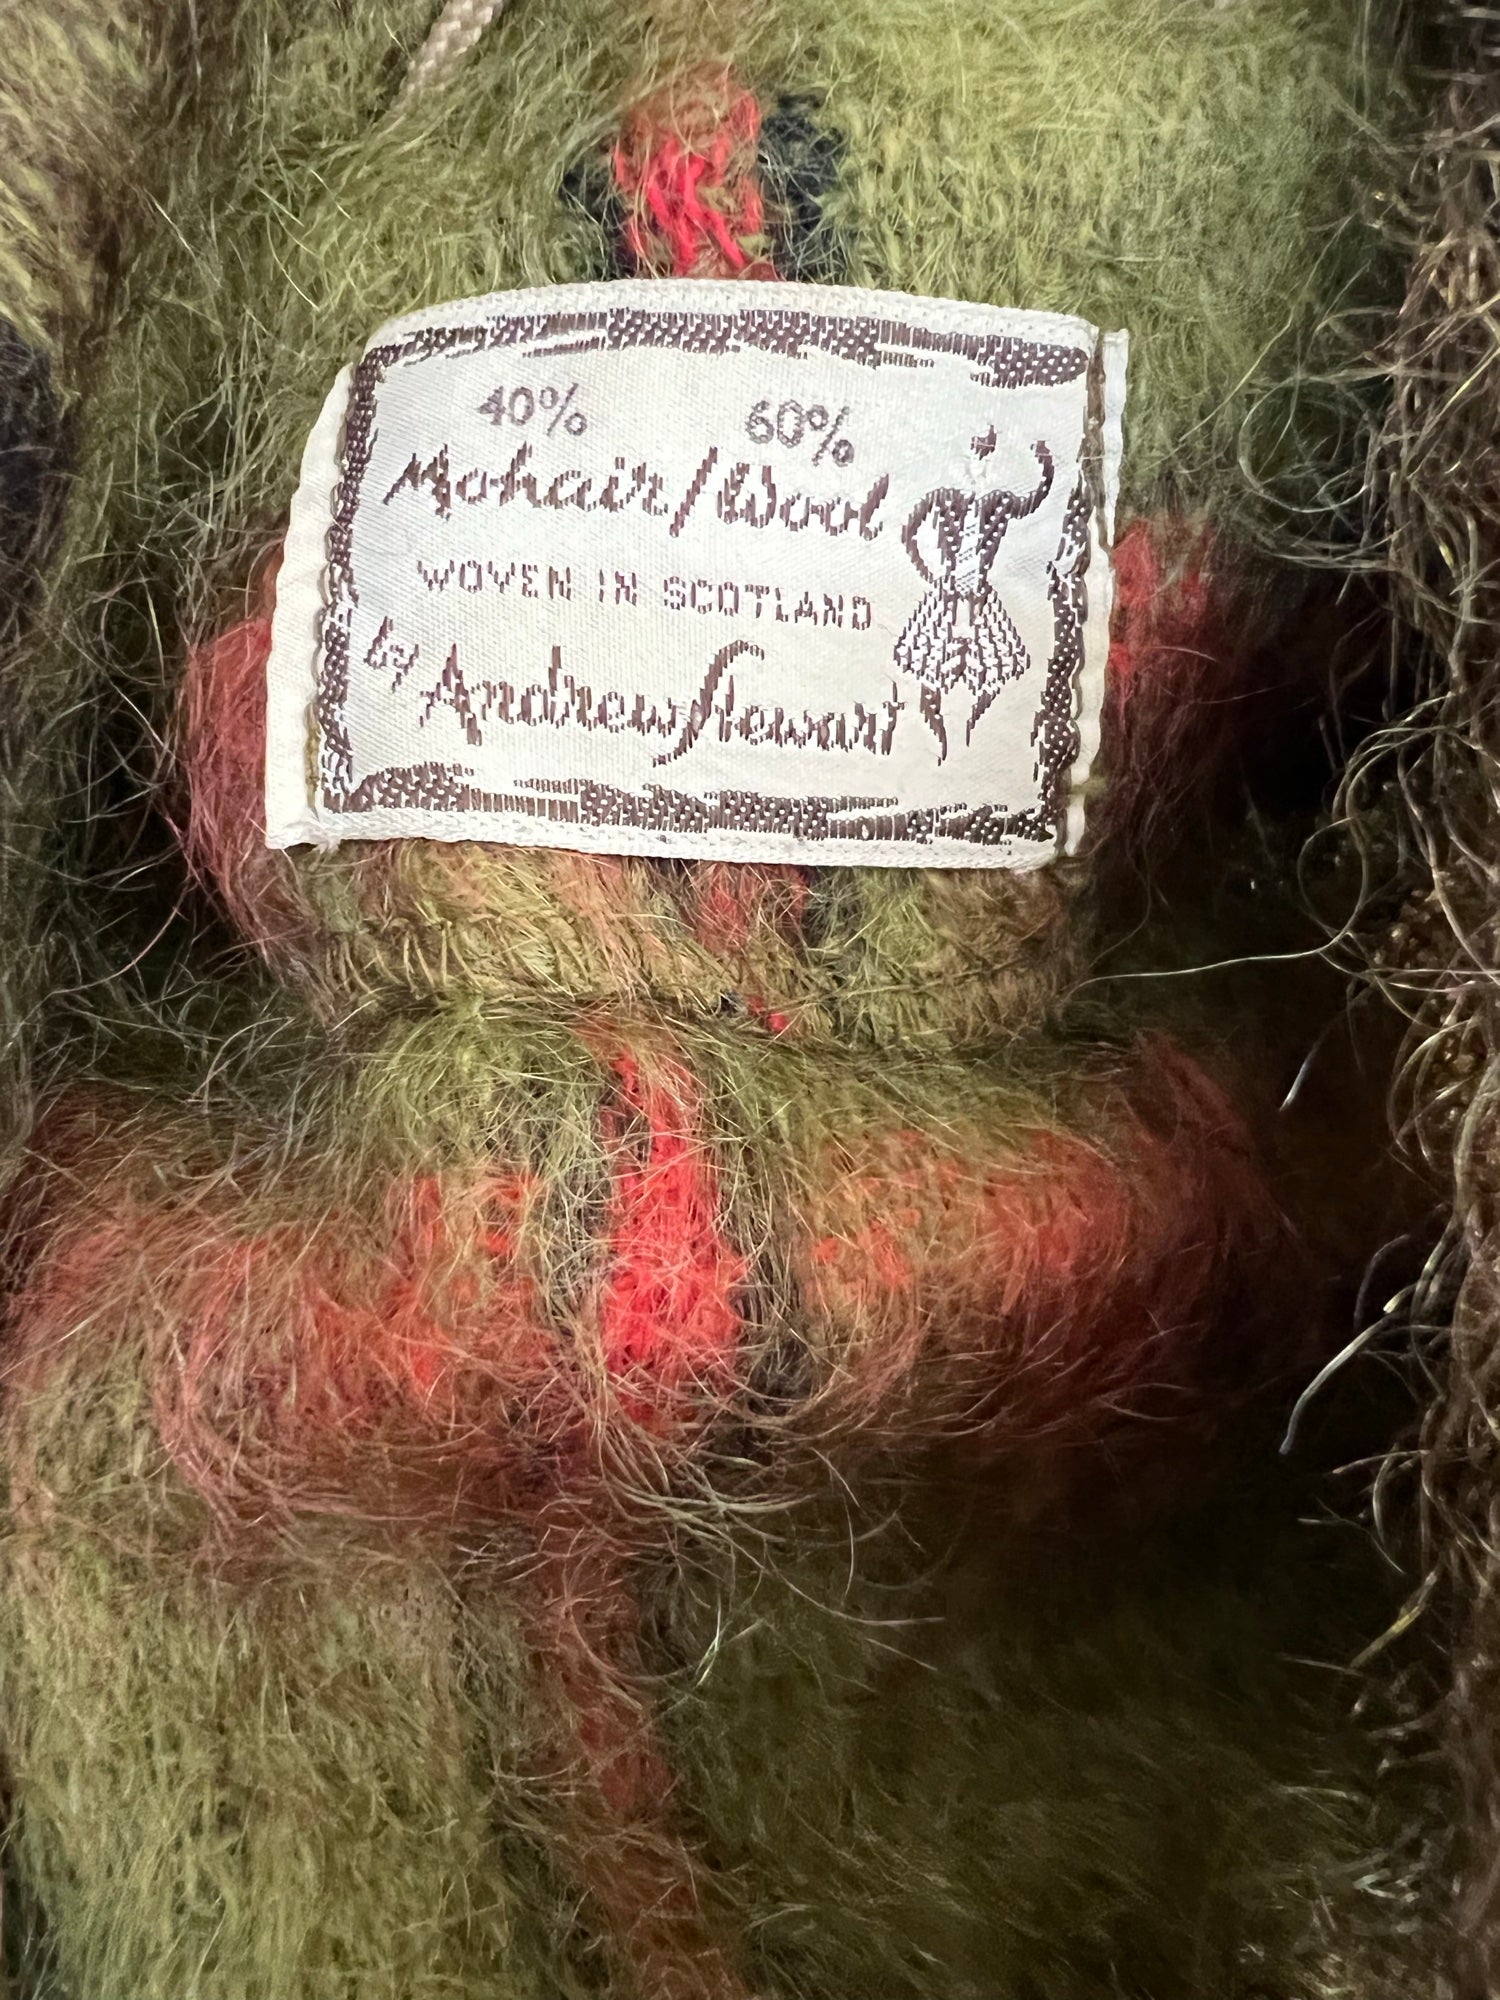 40% 60%
Mohair/Wool
WOVEN IN SCOTLAND
by Andrew Stewart